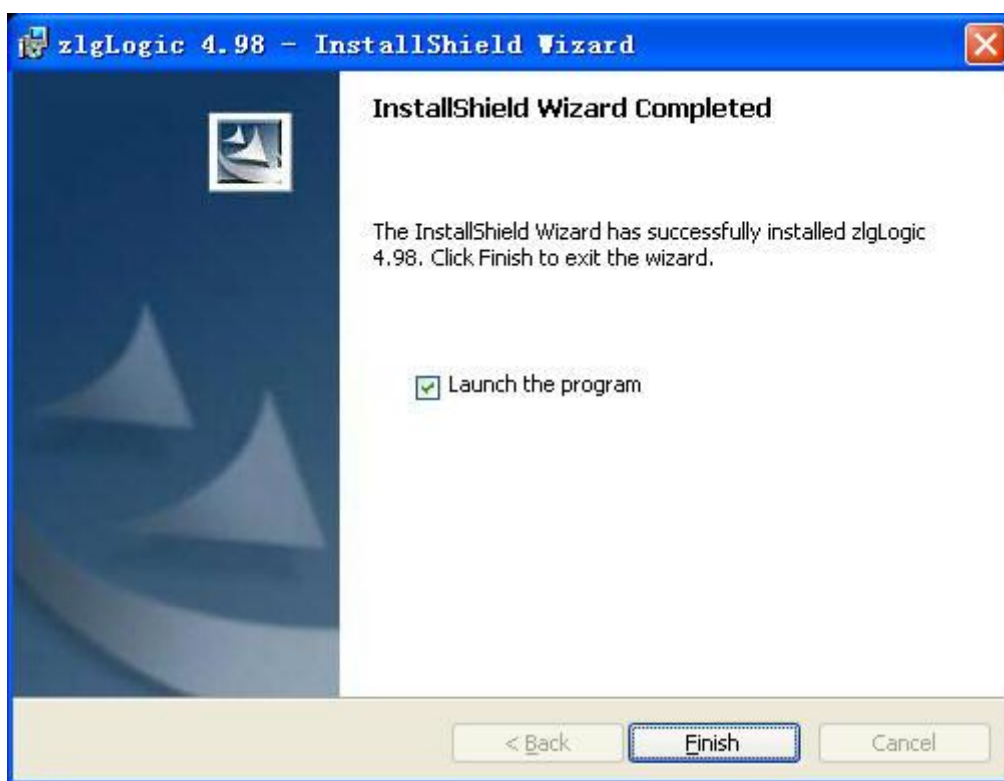 zlgLogic 4.98 - InstallShield Wizard
InstallShield Wizard Completed
The InstallShield Wizard has successfully installed zlgLogic
4.98. Click Finish to exit the wizard.
Launch the program
< Back Finish Cancel